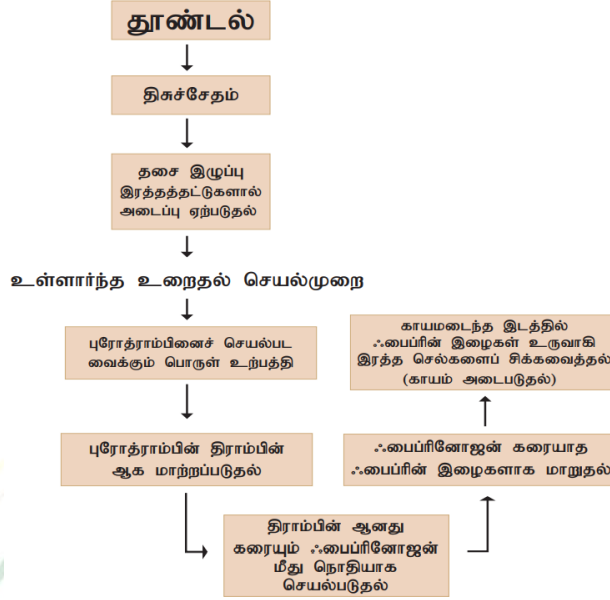 தூண்டல்
திசுச்சேதம்
தசை இழுப்பு
இரத்தத்தட்டுகளால்
அடைப்பு ஏற்படுதல்
உள்ளார்ந்த உறைதல் செயல்முறை
புரோத்ராம்பினைச் செயல்பட
வைக்கும் பொருள் உற்பத்தி
புரோத்ராம்பின் திராம்பின்
ஆக மாற்றப்படுதல்
திராம்பின் ஆனது
கரையும் ஃபைப்ரினோஜன்
மீது நொதியாக
செயல்படுதல்
ஃபைப்ரினோஜன் கரையாத
ஃபைப்ரின் இழைகளாக மாறுதல்
காயமடைந்த இடத்தில்
ஃபைப்ரின் இழைகள் உருவாகி
இரத்த செல்களைப் சிக்கவைத்தல்
(காயம் அடைபடுதல்)